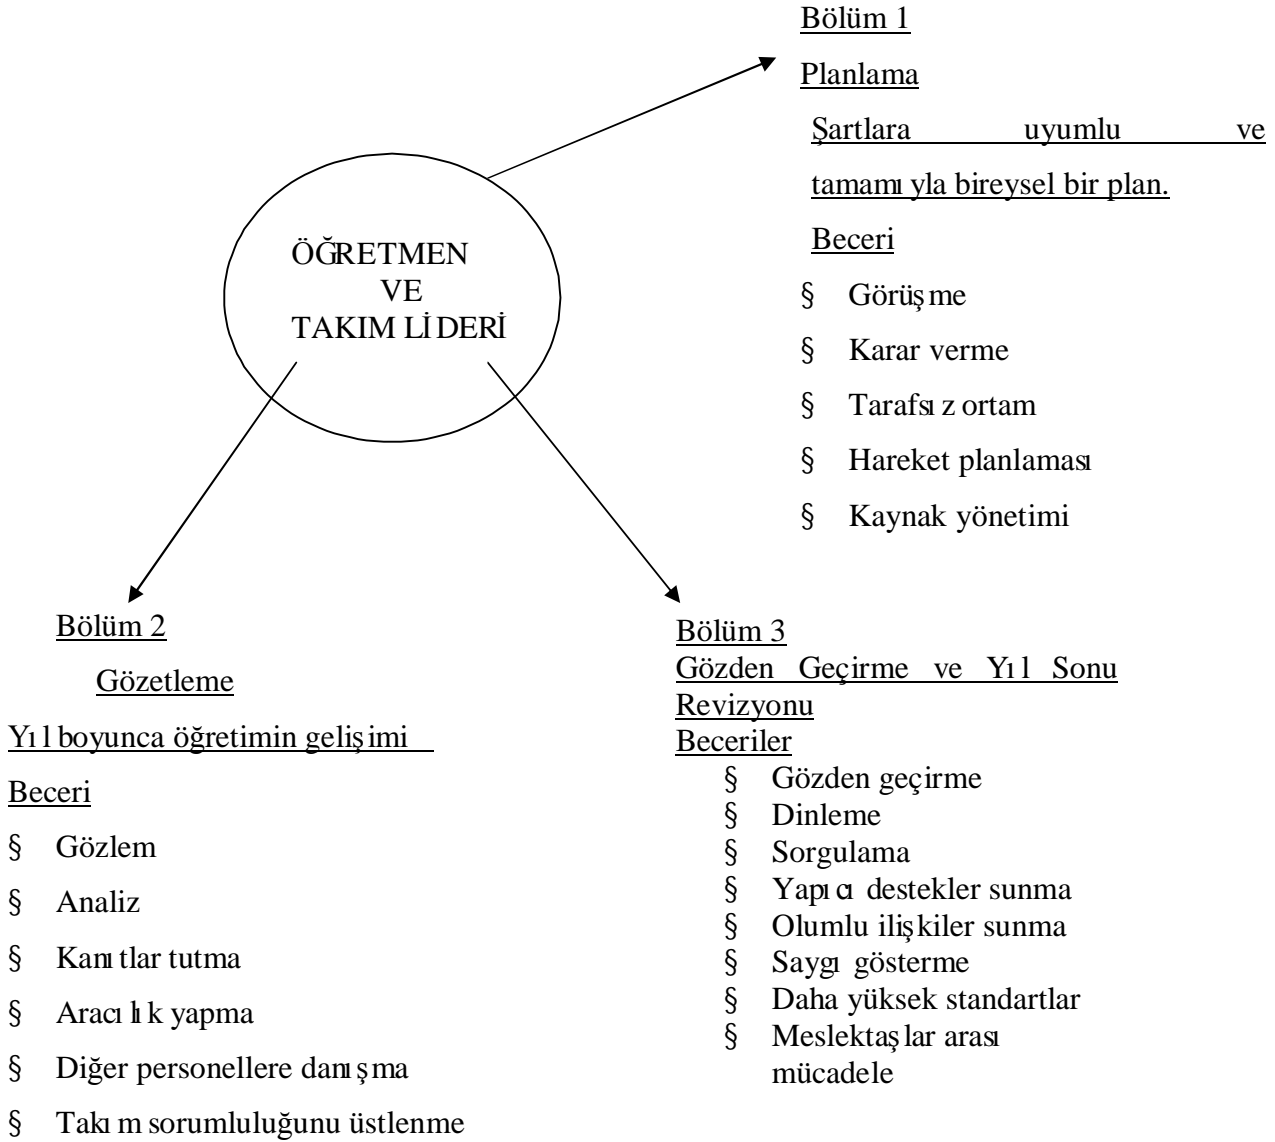 Bölüm 1
Planlama
Şartlara uyumlu ve
tamamıyla bireysel bir plan.
Beceri
§ Görüşme
§ Karar verme
§ Tarafsız ortam
§ Hareket planlaması
§ Kaynak yönetimi
ÖĞRETMEN
VE
TAKIM LİDERİ
Bölüm 2
Gözetleme
Yıl boyunca öğretimin gelişimi
Beceri
§ Gözlem
§ Analiz
§ Kanıtlar tutma
§ Aracılık yapma
§ Diğer personellere danışma
§ Takım sorumluluğunu üstlenme
Bölüm 3
Gözden Geçirme ve Yıl Sonu
Revizyonu
Beceriler
§ Gözden geçirme
§ Dinleme
§ Sorgulama
§ Yapıcı destekler sunma
§ Olumlu ilişkiler sunma
§ Saygı gösterme
§ Daha yüksek standartlar
§ Meslektaşlar arası
mücadele